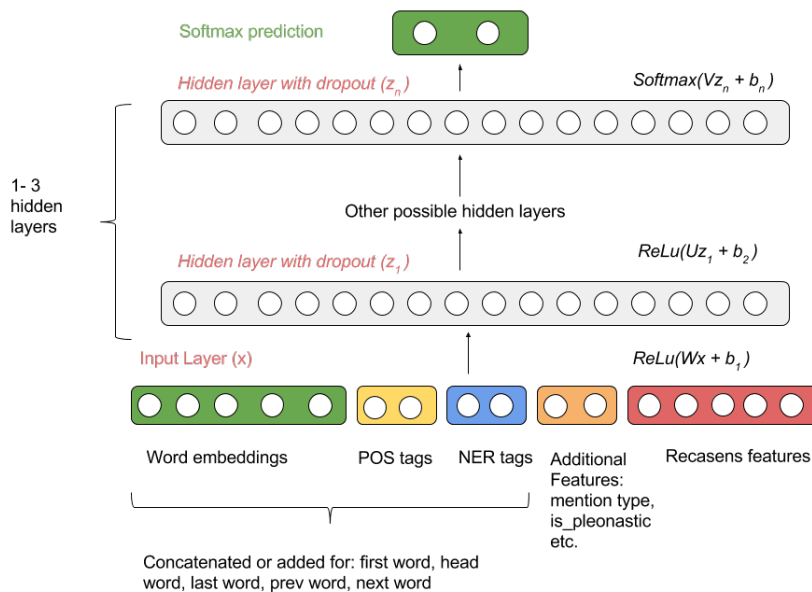 Softmax prediction
Hidden layer with dropout (zn)
Softmax(Vzn + bn)
1- 3
hidden
layers
Other possible hidden layers
Hidden layer with dropout (z1)
ReLu(Uz1 + b2)
Input Layer (x)
ReLu(Wx + b1)
Word embeddings
POS tags
NER tags
Additional
Features:
mention type,
is_pleonastic
etc.
Recasens features
Concatenated or added for: first word, head
word, last word, prev word, next word